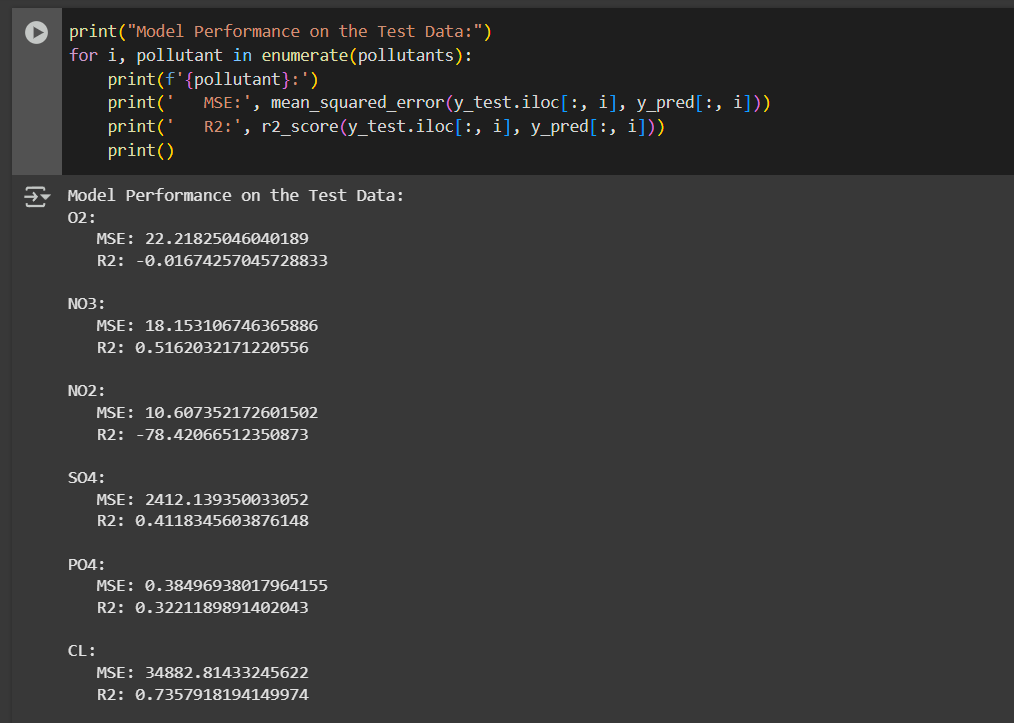 print("Model Performance on the Test Data:")
for i, pollutant in enumerate(pollutants):
    print(f'{pollutant}:')
    print('   MSE:', mean_squared_error(y_test.iloc[:, i], y_pred[:, i]))
    print('   R2:', r2_score(y_test.iloc[:, i], y_pred[:, i]))
    print()
Model Performance on the Test Data:
O2:
   MSE: 22.21825046040189
   R2: -0.01674257045728833

NO3:
   MSE: 18.153106746365886
   R2: 0.5162032171220556

NO2:
   MSE: 10.607352172601502
   R2: -78.42066512350873

SO4:
   MSE: 2412.139350033052
   R2: 0.4118345603876148

PO4:
   MSE: 0.38496938017964155
   R2: 0.3221189891402043

CL:
   MSE: 34882.81433245622
   R2: 0.7357918194149974